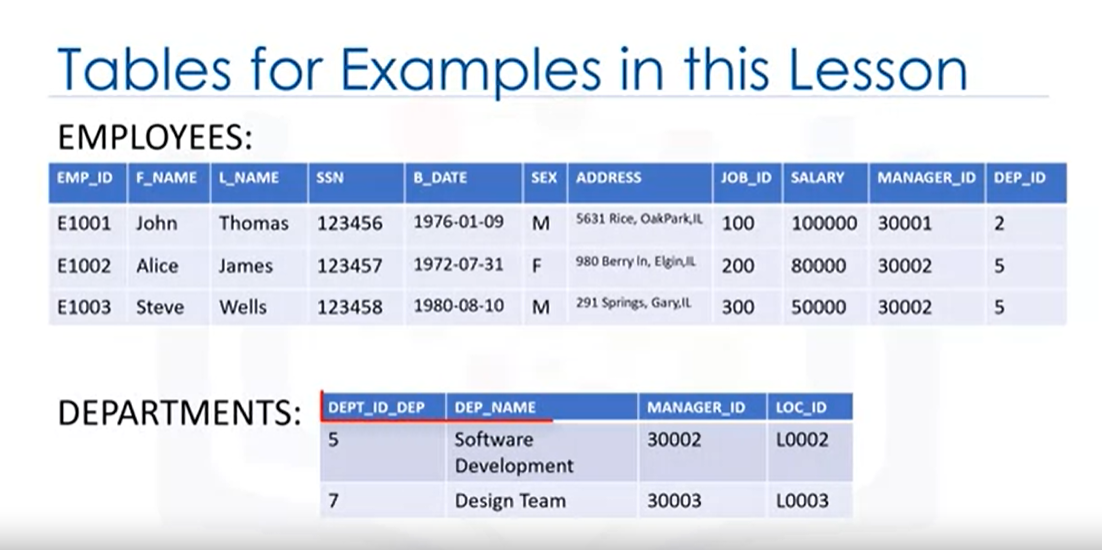 Tables for Examples in this Lesson
EMPLOYEES:
EMP_ID F_NAME L_NAME SSN B_DATE SEX ADDRESS JOB_ID SALARY MANAGER_ID DEP_ID
E1001 John Thomas 123456 1976-01-09 M 5631 Rice, OakPark,IL 100 100000 30001 2
E1002 Alice James 123457 1972-07-31 F 980 Berry ln, Elgin,IL 200 80000 30002 5
E1003 Steve Wells 123458 1980-08-10 M 291 Springs, Gary,IL 300 50000 30002 5
DEPARTMENTS:
DEPT_ID_DEP DEP_NAME MANAGER_ID LOC_ID
5 Software 30002 L0002
Development
7 Design Team 30003 L0003